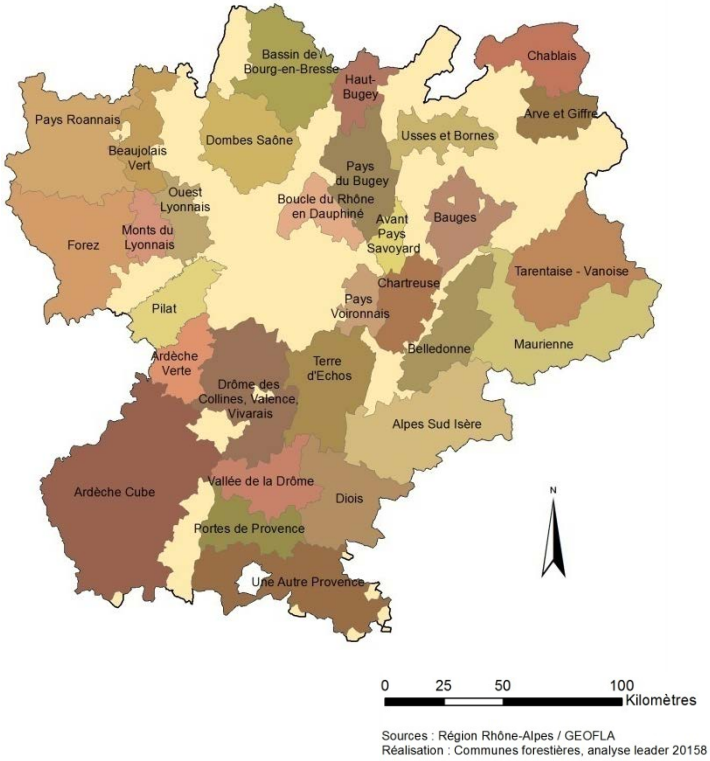 Chablais
Bassin de
Bourg-en-Bresse
Haut-
Bugey
Arve et Giffre
Pays Roannais
Usses et Bornes
Dombes Saône
Beaujolais
Vert
Pays
du Bugey
Ouest
Lyonnais
Boucle du Rhône
en Dauphiné
Bauges
Avant
Pays
Savoyard
Monts du
Lyonnais
Forez
Tarentaise - Vanoise
Chartreuse
Pays
Voironnais
Pilat
Maurienne
Belledonne
Ardèche
Verte
Terre
d'Echos
Drôme des
Collines, Valence,
Vivarais
Alpes Sud Isère
Vallée de la Drôme
Ardèche Cube
Diois
N
Portes de Provence
Une Autre Provence
0 25 50 100
Kilomètres
Sources : Région Rhône-Alpes / GEOFLA
Réalisation : Communes forestières, analyse leader 20158